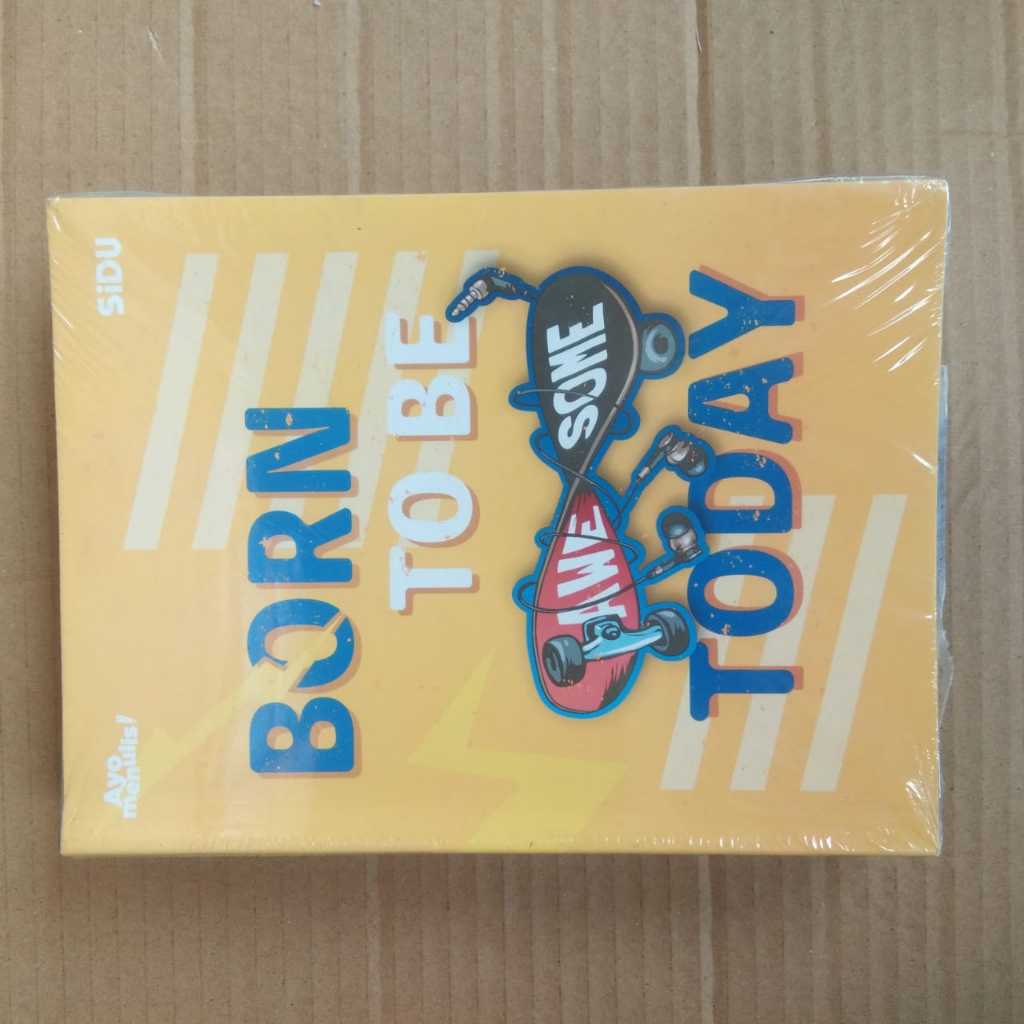 Ayo
menulis!
SiDU
BORN
TO BE
AWE SOME
TODAY